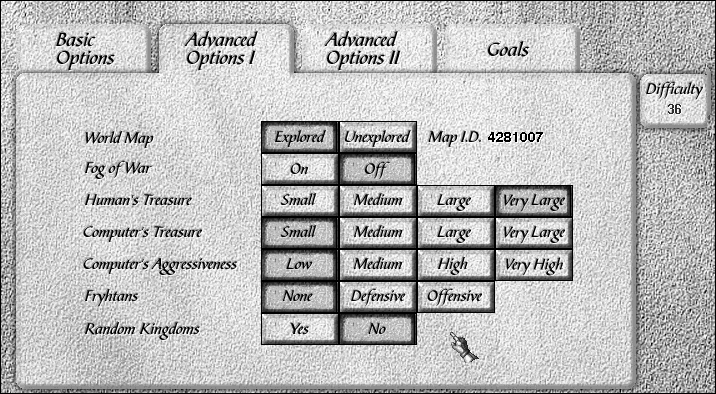 Basic Options
Advanced Options I
Advanced Options II
Goals
Difficulty
36
World Map Explored Unexplored Map I.D. 4281007
Fog of War On Off
Human's Treasure Small Medium Large Very Large
Computer's Treasure Small Medium Large Very Large
Computer's Aggressiveness Low Medium High Very High
Fryhtans None Defensive Offensive
Random Kingdoms Yes No